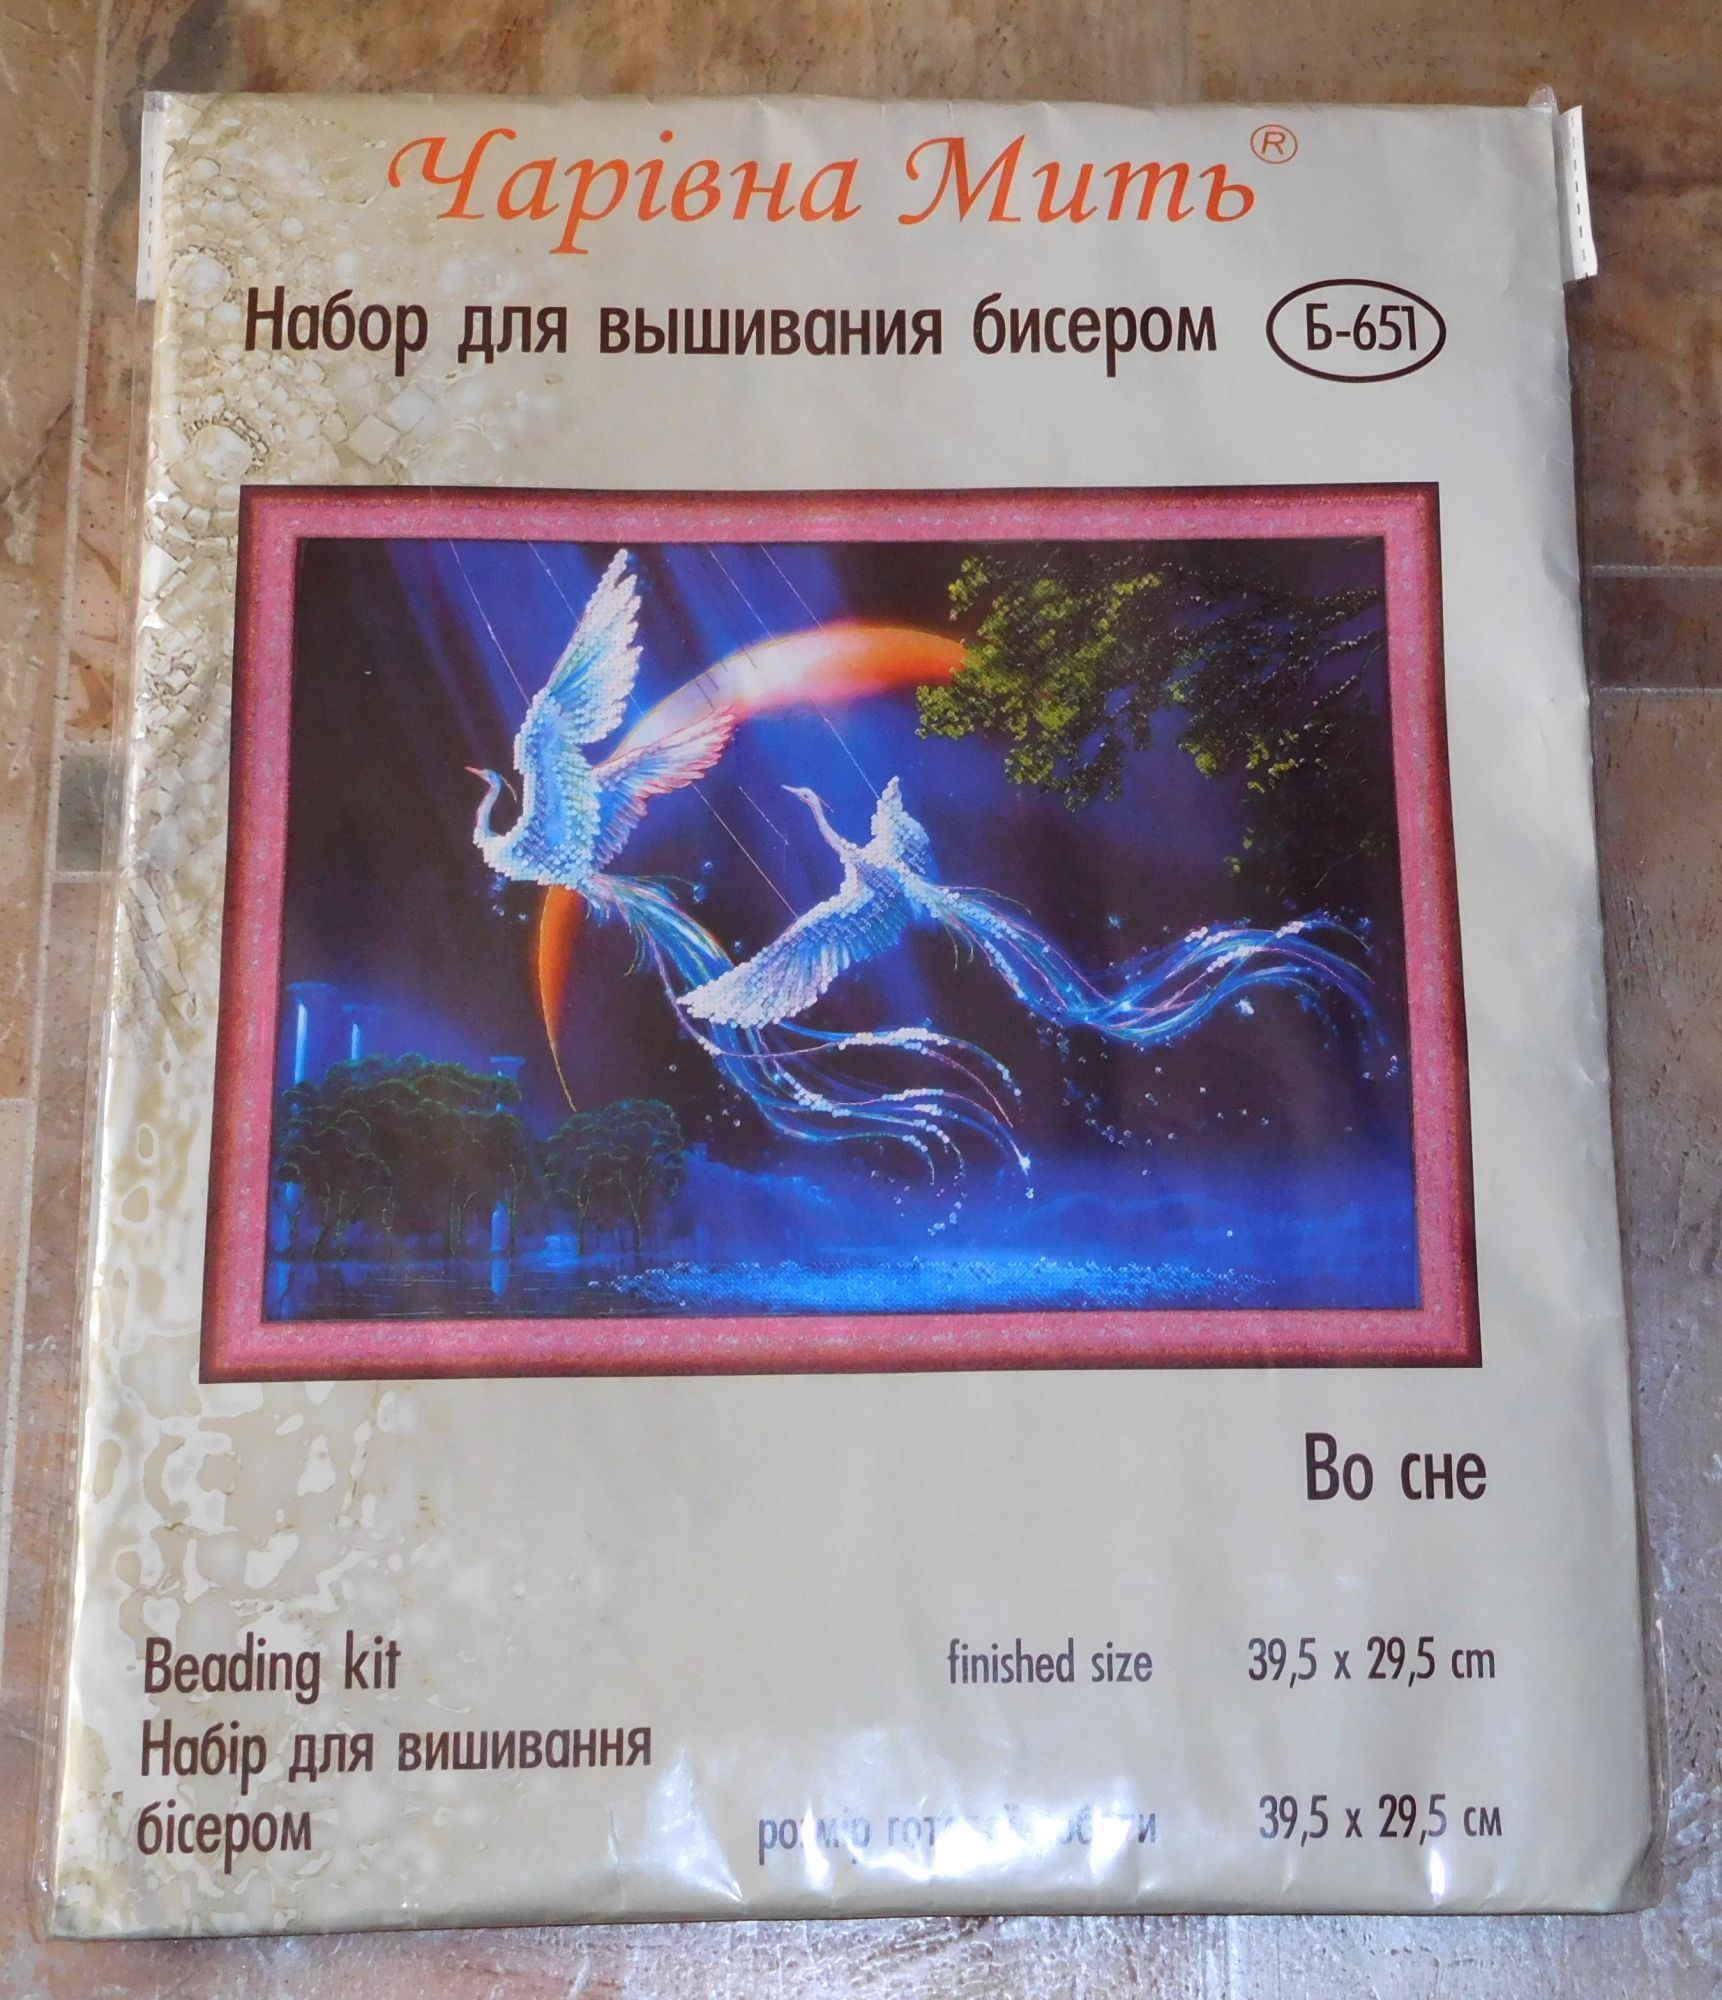 Чарівна Мить®
Набор для вышивания бисером Б-651
Во сне
Beading kit finished size 39,5 x 29,5 cm
Набір для вишивання
бісером 39,5 x 29,5 см